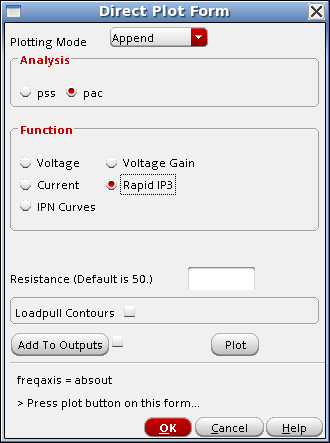 Direct Plot Form
Plotting Mode Append
Analysis
pss pac
Function
Voltage Voltage Gain
Current Rapid IP3
IPN Curves
Resistance (Default is 50.)
Loadpull Contours
Add To Outputs Plot
freqaxis = absout
> Press plot button on this form...
OK Cancel Help